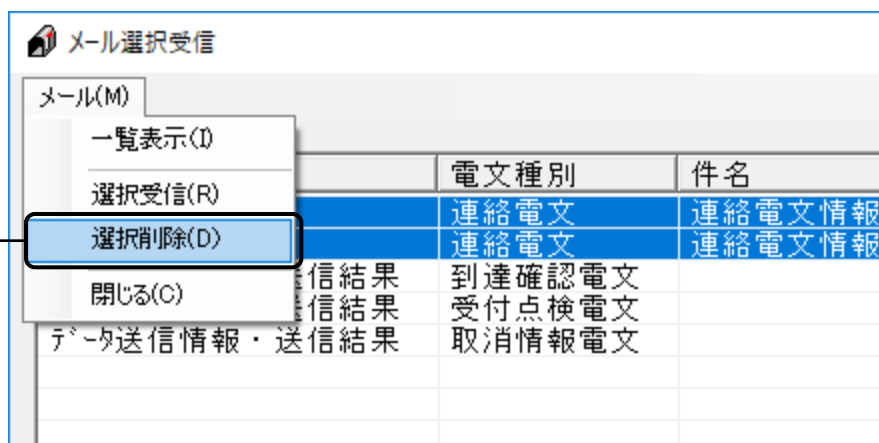 メール選択受信
メール(M)
一覧表示(I)
選択受信(R)
選択削除(D)
閉じる(C)
電文種別 件名
連絡電文 連絡電文情報
連絡電文 連絡電文情報
信結果 到達確認電文
信結果 受付点検電文
データ送信情報・送信結果 取消情報電文